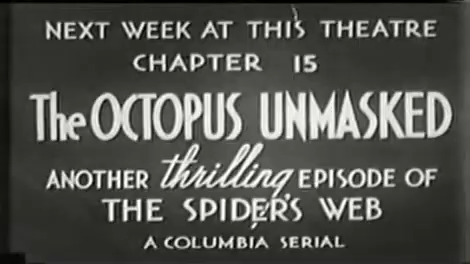 NEXT WEEK AT THIS THEATRE
CHAPTER 15
The OCTOPUS UNMASKED
ANOTHER thrilling EPISODE OF
THE SPIDER'S WEB
A COLUMBIA SERIAL